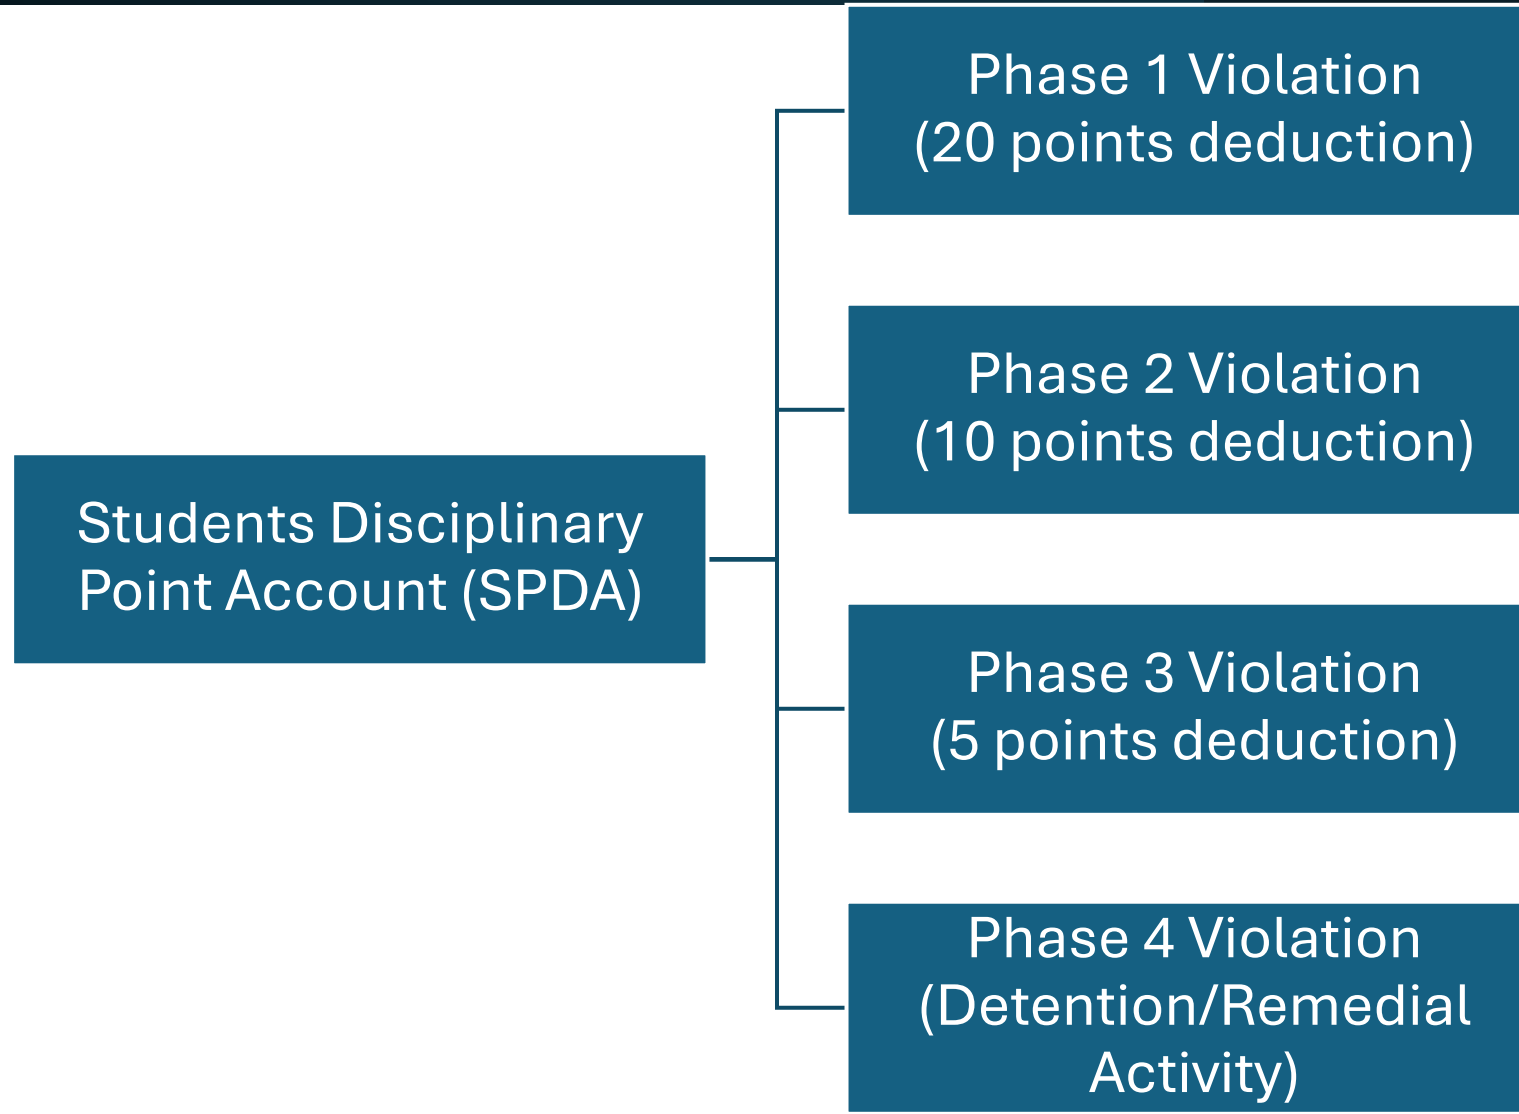 Phase 1 Violation
(20 points deduction)
Phase 2 Violation
(10 points deduction)
Students Disciplinary
Point Account (SPDA)
Phase 3 Violation
(5 points deduction)
Phase 4 Violation
(Detention/Remedial
Activity)